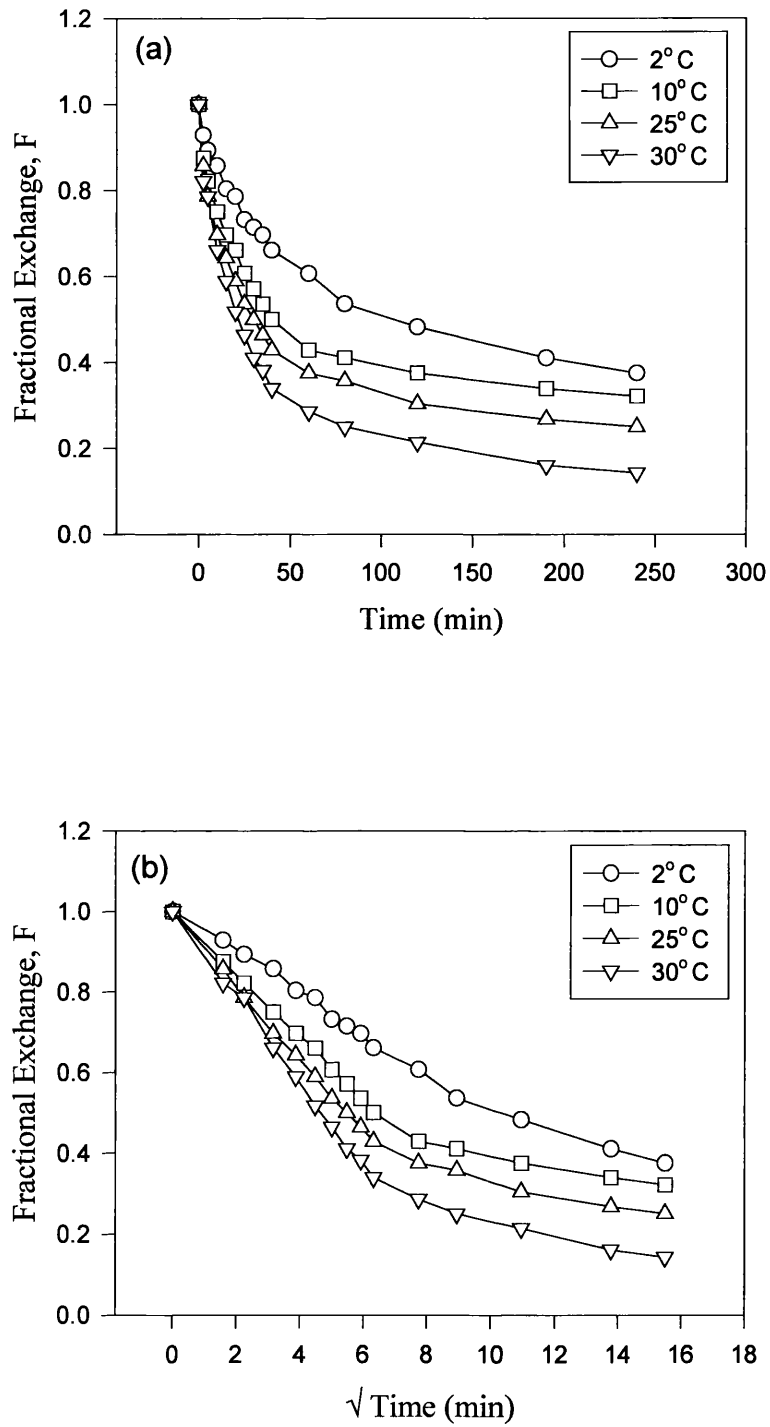 (a)
2° C
10° C
25° C
30° C
Fractional Exchange, F
1.2
1.0
0.8
0.6
0.4
0.2
0.0
0 50 100 150 200 250 300
Time (min)
(b)
2° C
10° C
25° C
30° C
Fractional Exchange, F
1.2
1.0
0.8
0.6
0.4
0.2
0.0
0 2 4 6 8 10 12 14 16 18
√ Time (min)